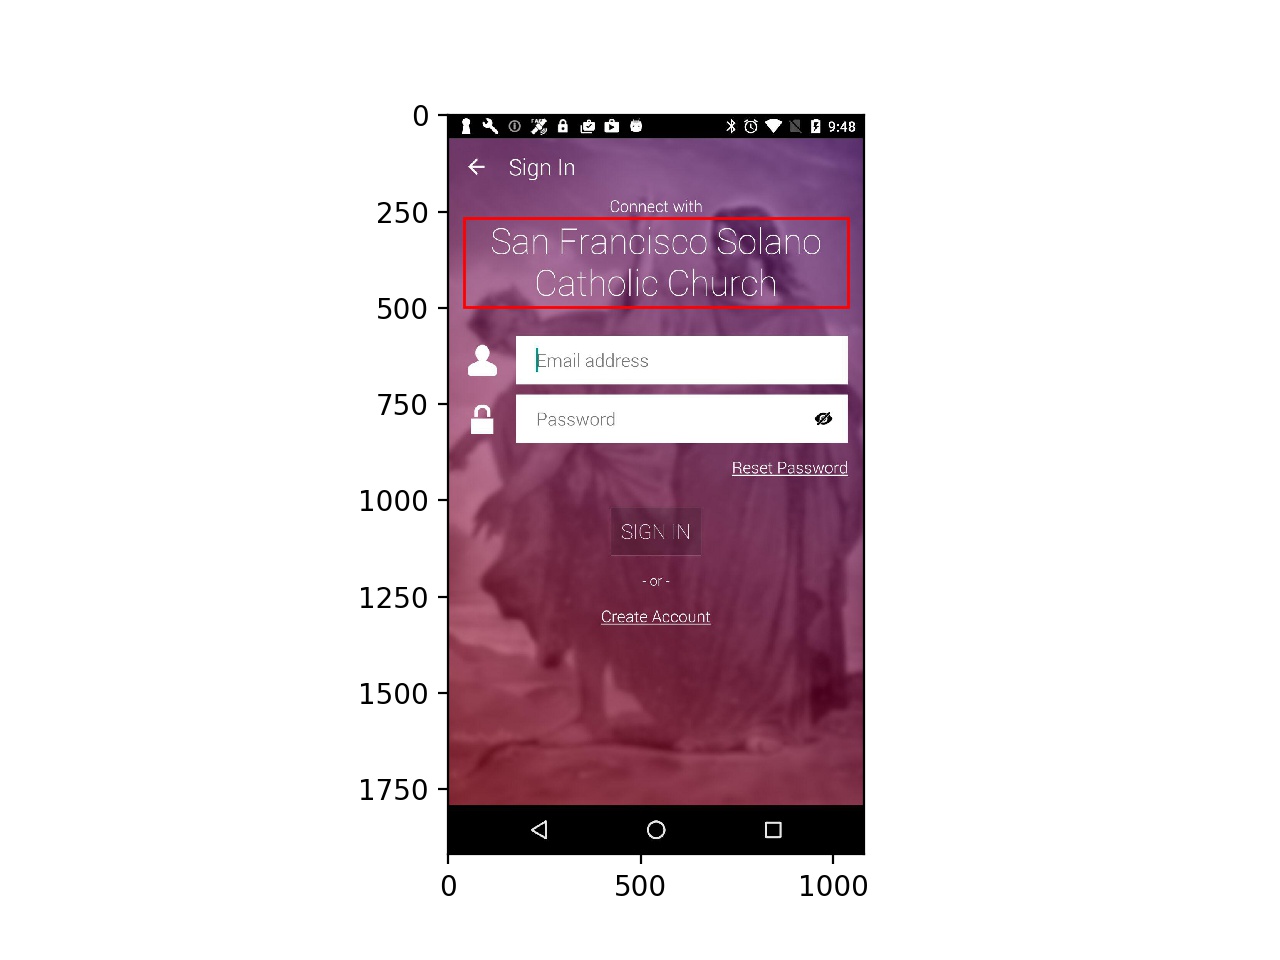 0
250
500
750
1000
1250
1500
1750
9:48
Sign In
Connect with
San Francisco Solano
Catholic Church
Email address
Password
Reset Password
SIGN IN
- or -
Create Account
0
500
1000